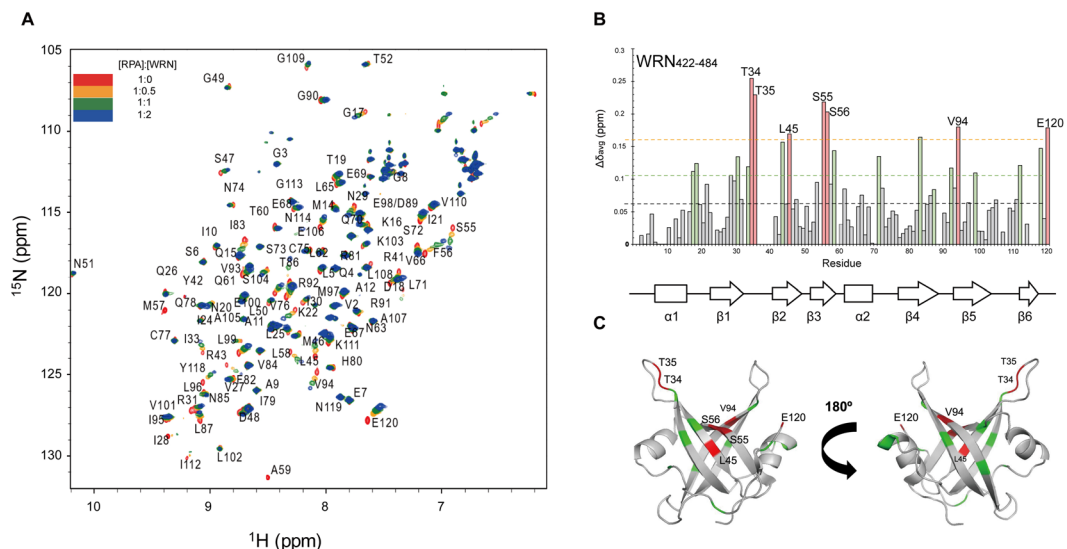 A
[RPA]:[WRN]
1:0
1:0.5
1:1
1:2
105
110
115
120
125
130
15N (ppm)
10
9
8
7
1H (ppm)
G109
T52
G49
G90
G17
S47
G3
T19
E69
G8
N74
L65
G113
N29
E98/D89
V110
T60
E68
M14
I83
N114
K16
I21
E106
S72
S55
I10
K103
S6
Q15
S73
C75
L62
R81
R41
V66
F56
N51
V93
T86
Q26
Y42
Q61
S104
L5
Q4
L108
D18
L71
R92
A12
M57
Q78
N20
E100
L50
V76
I30
M97
R91
K22
V2
I24
A105
A11
A107
C77
I33
L25
E67
N63
L99
M46
K111
R43
L58
L45
H80
Y118
V84
L96
V27
E82
A9
V94
E7
V101
R31
N85
I79
N119
I95
L87
D48
E120
I28
I112
L102
A59
B
WRN422-484
0.3
0.25
0.2
0.15
0.1
0.05
0
Δδavg (ppm)
10
20
30
40
50
60
70
80
90
100
110
120
Residue
T34
T35
L45
S55
S56
V94
E120
α1
β1
β2
β3
α2
β4
β5
β6
C
T35
T34
S56
V94
E120
S55
L45
180º
T35
T34
E120
V94
L45